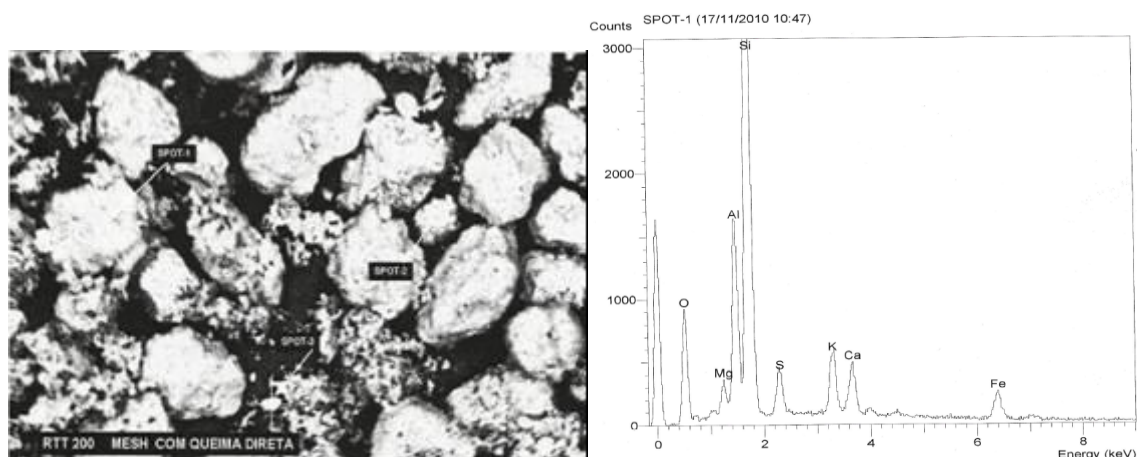 SPOT-1
SPOT-2
SPOT-3
RTT 200 MESH COM QUEIMA DIRETA
Counts
SPOT-1 (17/11/2010 10:47)
3000
2000
1000
0
Si
Al
O
Mg
S
K
Ca
Fe
0 2 4 6 8
Energy (keV)